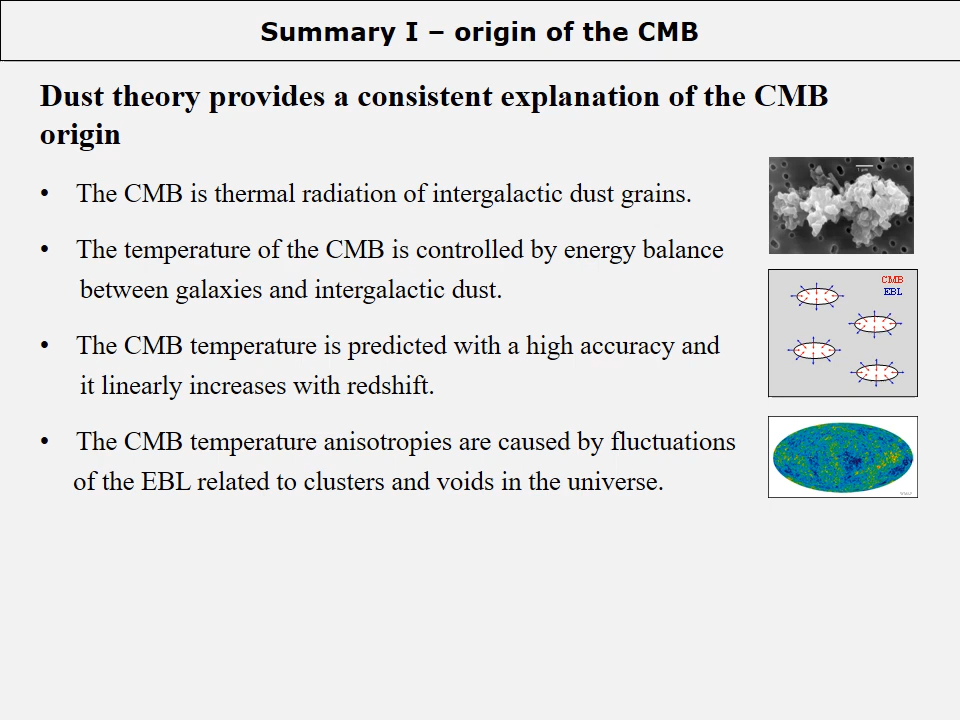 Summary I – origin of the CMB
Dust theory provides a consistent explanation of the CMB
origin
• The CMB is thermal radiation of intergalactic dust grains.
• The temperature of the CMB is controlled by energy balance
between galaxies and intergalactic dust.
CMB
EBL
• The CMB temperature is predicted with a high accuracy and
it linearly increases with redshift.
• The CMB temperature anisotropies are caused by fluctuations
of the EBL related to clusters and voids in the universe.